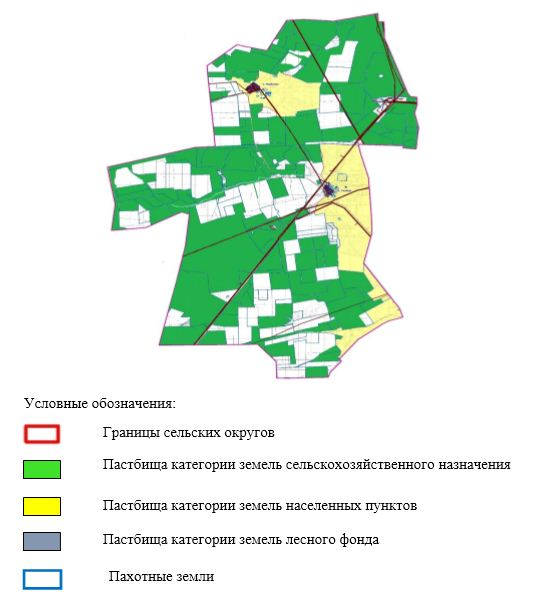 Условные обозначения:
Границы сельских округов
Пастбища категории земель сельскохозяйственного назначения
Пастбища категории земель населенных пунктов
Пастбища категории земель лесного фонда
Пахотные земли